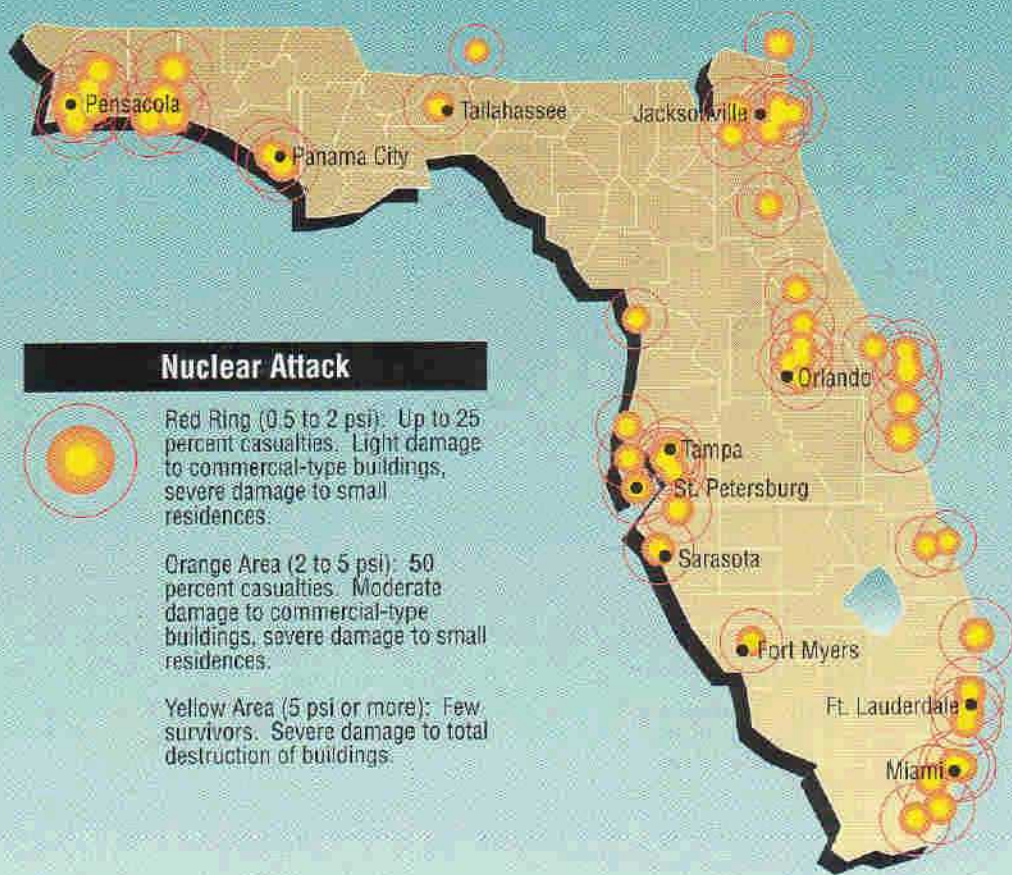 Pensacola
Tallahassee
Jacksonville
Panama City
Nuclear Attack
Orlando
Red Ring (0.5 to 2 psi): Up to 25
percent casualties. Light damage
to commercial-type buildings,
severe damage to small
residences.
Tampa
St. Petersburg
Orange Area (2 to 5 psi): 50
percent casualties. Moderate
damage to commercial-type
buildings, severe damage to small
residences.
Sarasota
Fort Myers
Yellow Area (5 psi or more): Few
survivors. Severe damage to total
destruction of buildings.
Ft. Lauderdale
Miami